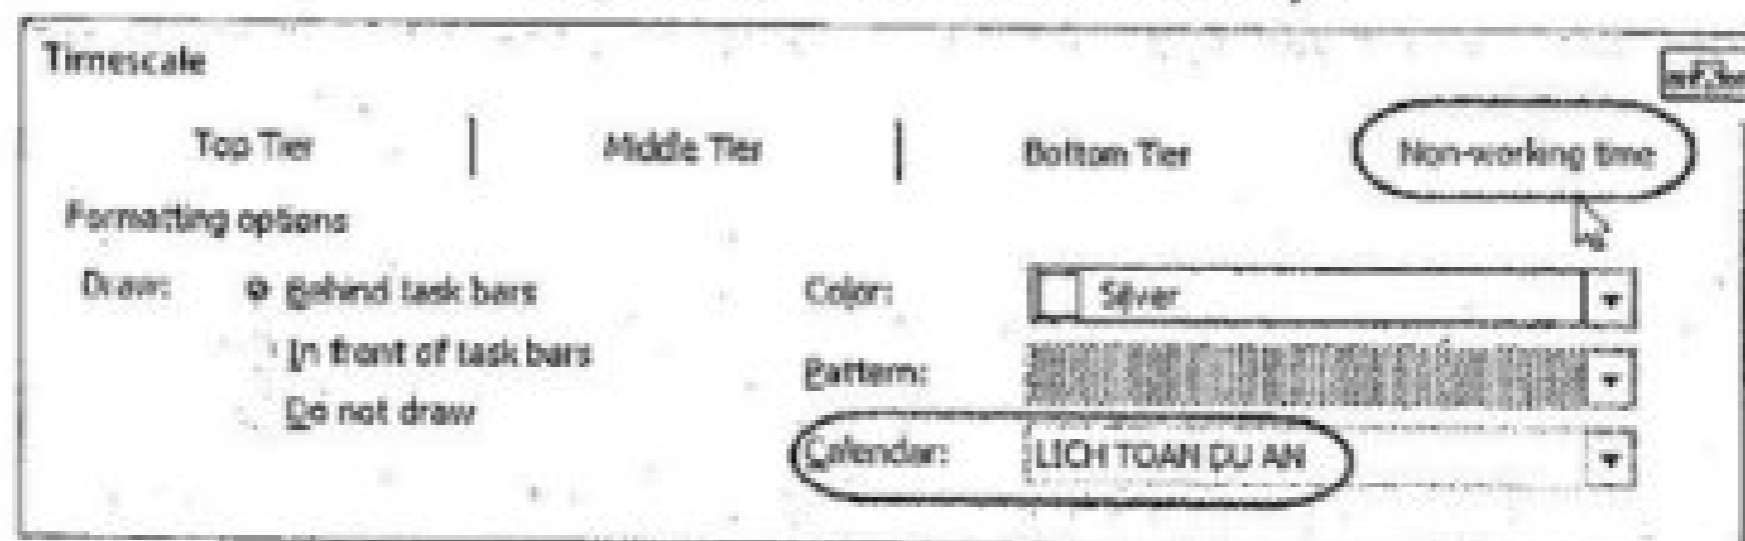 Timescale
Top Tier | Middle Tier | Bottom Tier Non-working time
Formatting options
Draw: Behind task bars Color: Silver
In front of task bars Pattern:
Do not draw Calendar: LICH TOAN DU AN